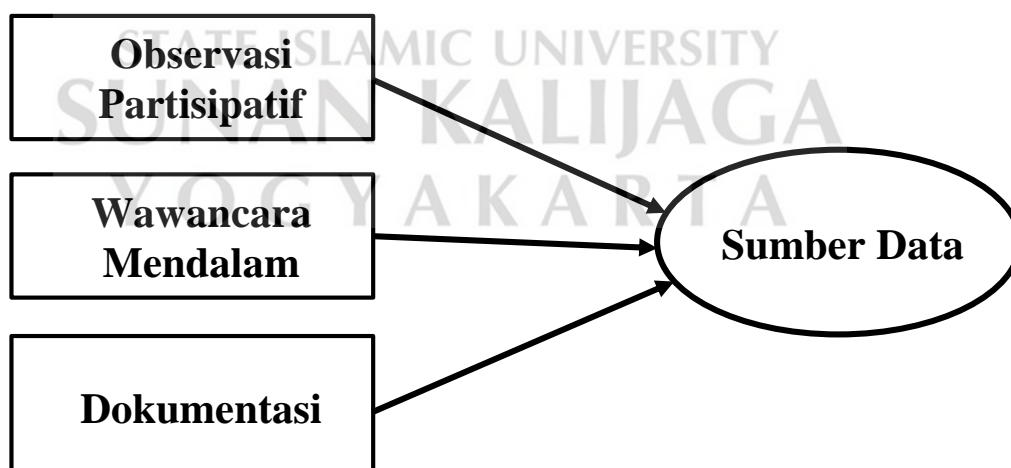 STATE ISLAMIC UNIVERSITY
SUNAN KALIJAGA
YOGYAKARTA
Observasi
Partisipatif
Wawancara
Mendalam
Dokumentasi
Sumber Data